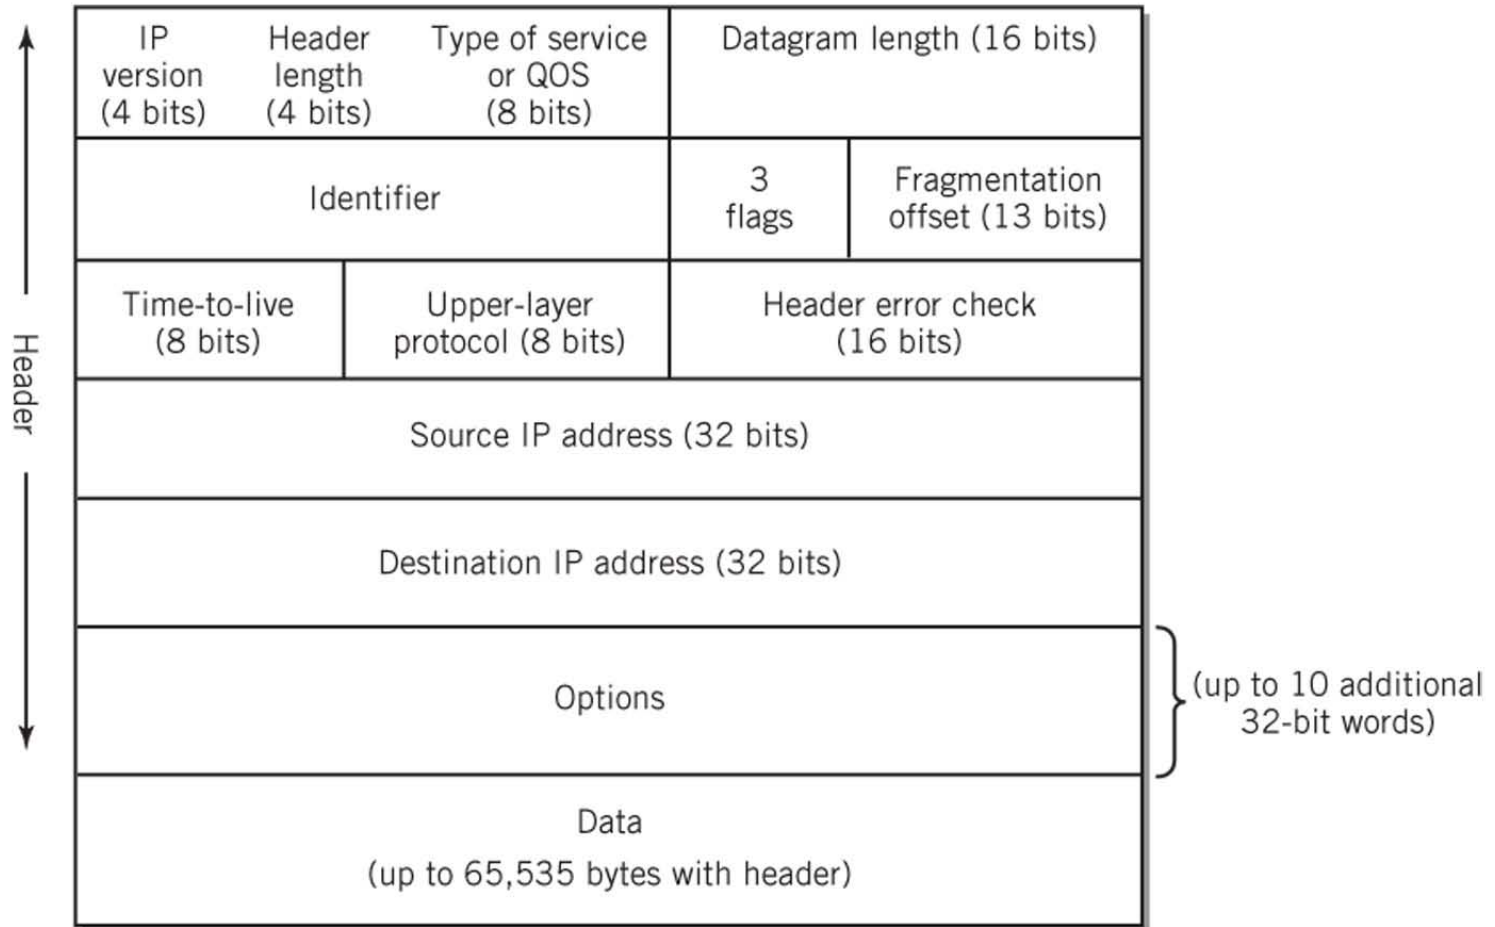 IP
version
(4 bits)
Header
length
(4 bits)
Type of service
or QOS
(8 bits)
Datagram length (16 bits)
Identifier
3
flags
Fragmentation
offset (13 bits)
Time-to-live
(8 bits)
Upper-layer
protocol (8 bits)
Header error check
(16 bits)
Header
Source IP address (32 bits)
Destination IP address (32 bits)
Options
(up to 10 additional
32-bit words)
Data
(up to 65,535 bytes with header)